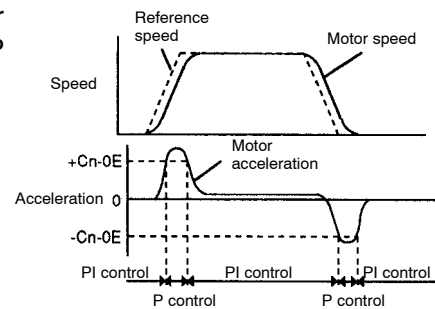 Reference
speed
Motor speed
Speed
Motor
acceleration
+Cn-0E
Acceleration 0
-Cn-0E
PI control PI control PI control
P control P control